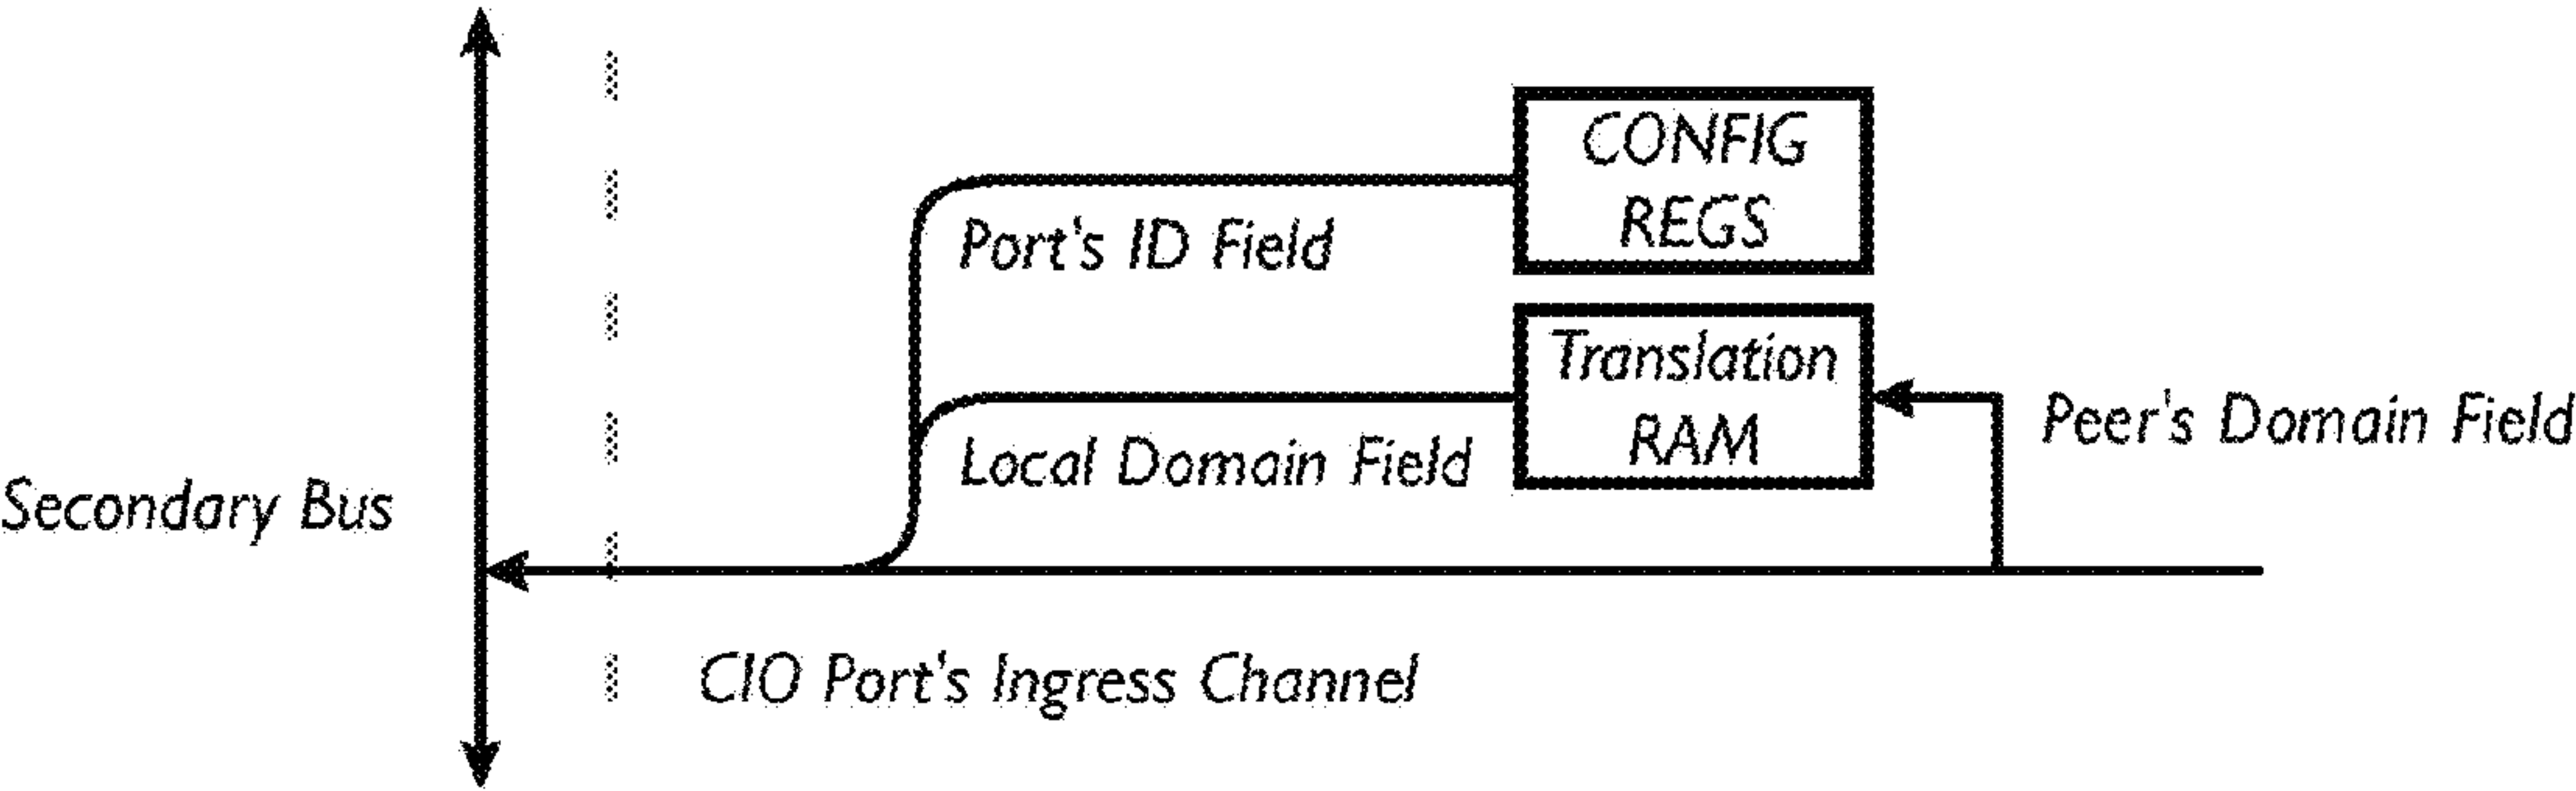 CONFIG
REGS
Port's ID Field
Translation
RAM
Peer's Domain Field
Local Domain Field
Secondary Bus
CIO Port's Ingress Channel